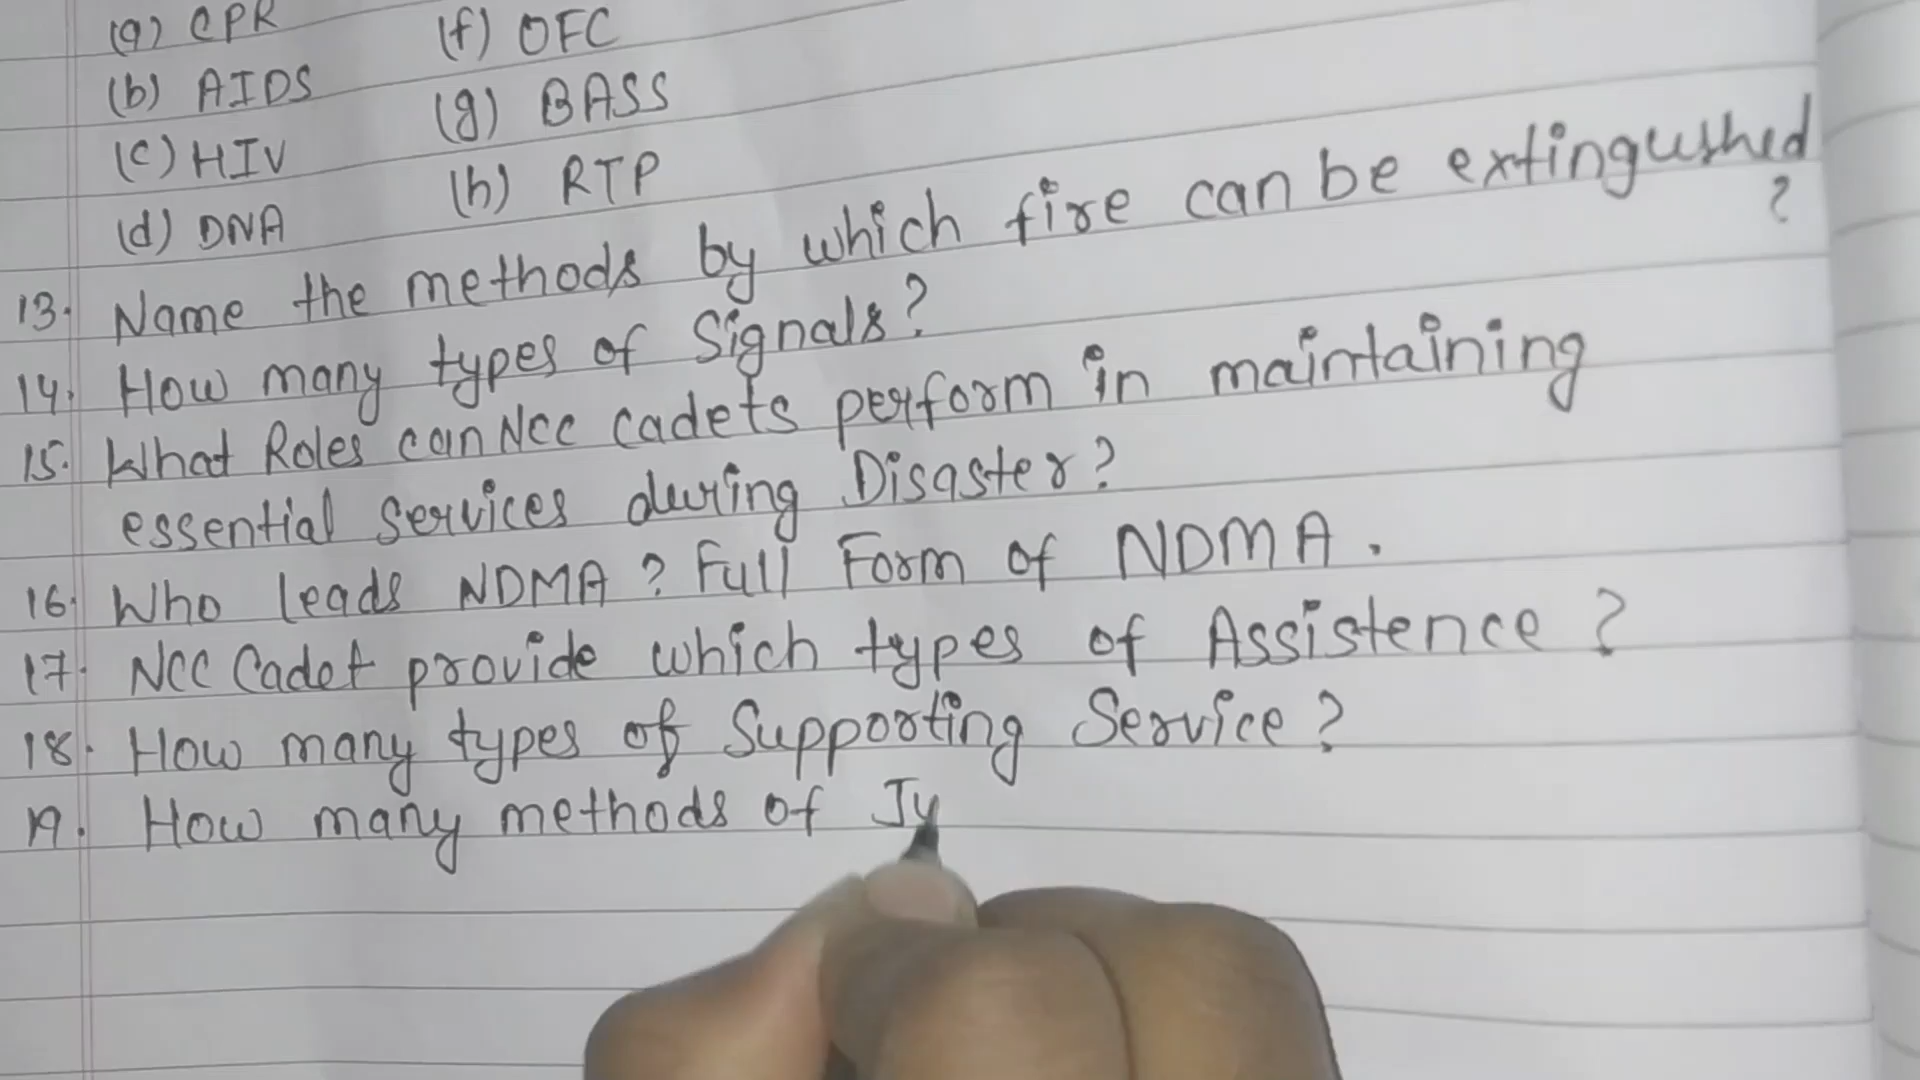 (a) CPR (f) OFC
(b) AIDS (g) BASS
(c) HIV (h) RTP
(d) DNA
13. Name the methods by which fire can be extingushed ?
14. How many types of Signals?
15. What Roles can NCC cadets perform in maintaining
essential services during Disaster?
16. Who leads NDMA? Full Form of NDMA.
17. NCC Cadet provide which types of Assistence?
18. How many types of Supporting Service?
19. How many methods of Ju